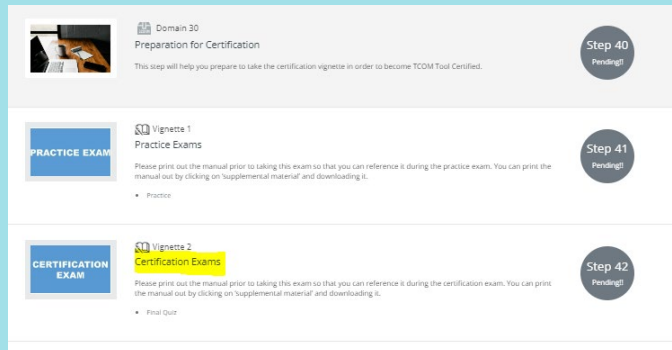 Domain 30
Preparation for Certification
This step will help you prepare to take the certification vignette in order to become TCOM Tool Certified.
Step 40
Pending!!
PRACTICE EXAM
Vignette 1
Practice Exams
Please print out the manual prior to taking this exam so that you can reference it during the practice exam. You can print the
manual out by clicking on 'supplemental material' and downloading it.
• Practice
Step 41
Pending!!
CERTIFICATION
EXAM
Vignette 2
Certification Exams
Please print out the manual prior to taking this exam so that you can reference it during the certification exam. You can print
the manual out by clicking on 'supplemental material' and downloading it.
• Final Quiz
Step 42
Pending!!